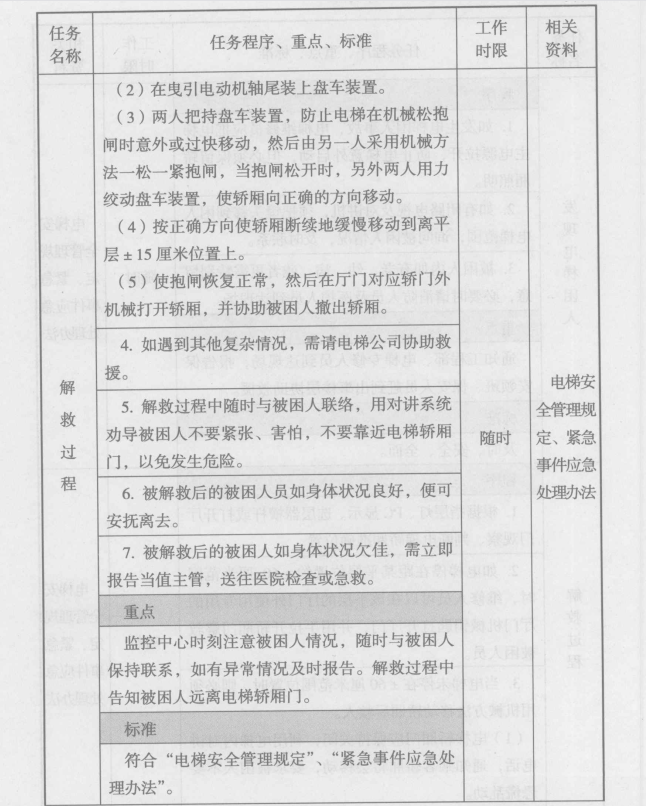 任务名称
任务程序、重点、标准
工作时限
相关资料
解救过程
（2）在曳引电动机轴尾装上盘车装置。
（3）两人把持盘车装置，防止电梯在机械松抱
闸时意外或过快移动，然后由另一人采用机械方
法一松一紧抱闸，当抱闸松开时，另外两人用力
绞动盘车装置，使轿厢向正确的方向移动。
（4）按正确方向使轿厢断续地缓慢移动到离平
层±15厘米位置上。
（5）使抱闸恢复正常，然后在厅门对应轿门外
机械打开轿厢，并协助被困人撤出轿厢。
4. 如遇到其他复杂情况，需请电梯公司协助救
援。
5. 解救过程中随时与被困人联络，用对讲系统
劝导被困人不要紧张、害怕，不要靠近电梯轿厢
门，以免发生危险。
6. 被解救后的被困人员如身体状况良好，便可
安抚离去。
7. 被解救后的被困人如身体状况欠佳，需立即
报告当值主管，送往医院检查或急救。
重点
监控中心时刻注意被困人情况，随时与被困人
保持联系，如有异常情况及时报告。解救过程中
告知被困人远离电梯轿厢门。
标准
符合“电梯安全管理规定”、“紧急事件应急处
理办法”。
随时
电梯安
全管理规
定、紧急
事件应急
处理办法